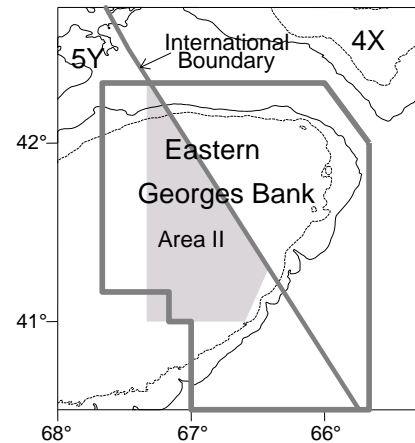 International
Boundary
5Y
4X
42°
Eastern
Georges Bank
Area II
41°
68
67°
66°